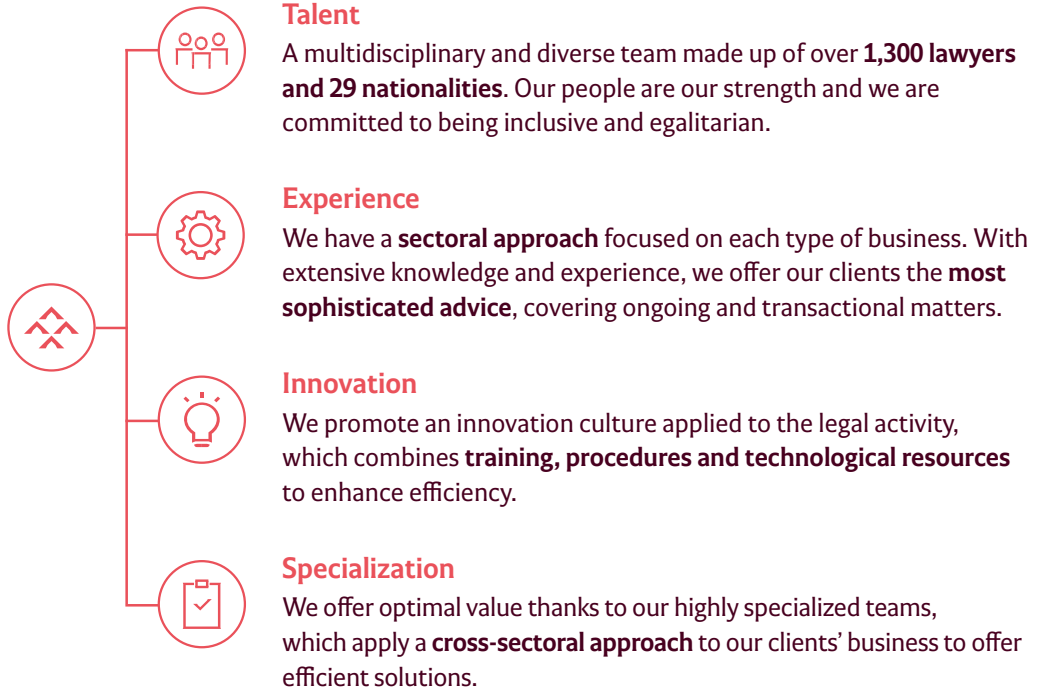 Talent
A multidisciplinary and diverse team made up of over 1,300 lawyers
and 29 nationalities. Our people are our strength and we are
committed to being inclusive and egalitarian.
Experience
We have a sectoral approach focused on each type of business. With
extensive knowledge and experience, we offer our clients the most
sophisticated advice, covering ongoing and transactional matters.
Innovation
We promote an innovation culture applied to the legal activity,
which combines training, procedures and technological resources
to enhance efficiency.
Specialization
We offer optimal value thanks to our highly specialized teams,
which apply a cross-sectoral approach to our clients’ business to offer
efficient solutions.